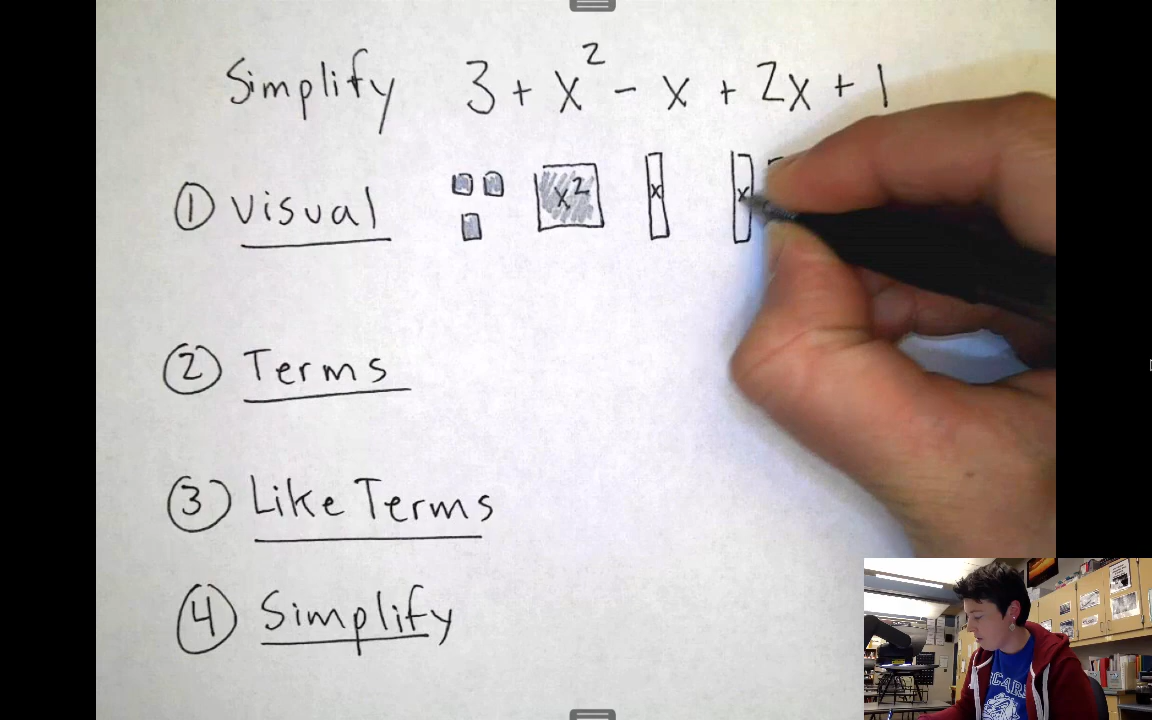 Simplify 3 + x² - x + 2x + 1
① Visual x² x x
② Terms
③ Like Terms
④ Simplify